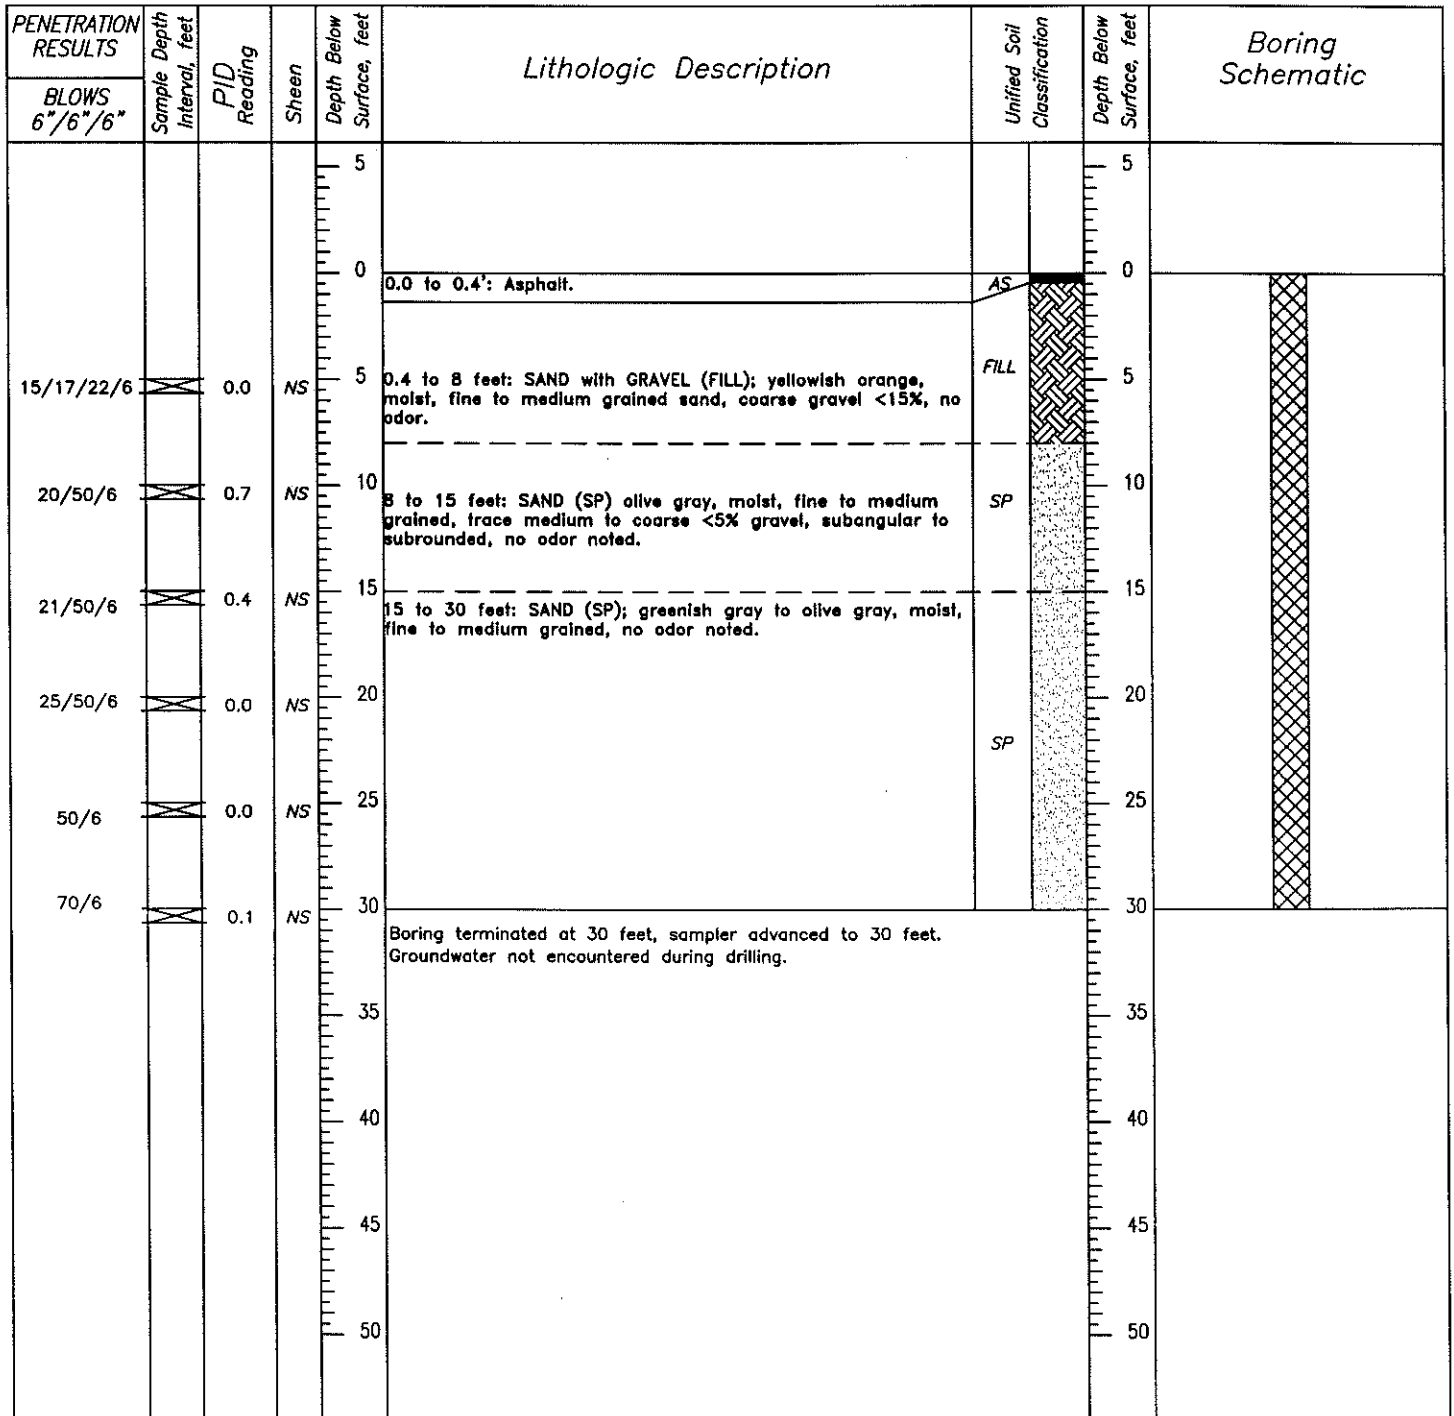 PENETRATION
RESULTS
BLOWS
6"/6"/6"
Sample Depth
Interval, feet
PID
Reading
Sheen
Depth Below
Surface, feet
Lithologic Description
Unified Soil
Classification
Depth Below
Surface, feet
Boring
Schematic
5 5
0 0
0.0 to 0.4': Asphalt. AS
FILL
15/17/22/6 0.0 NS 5 5
0.4 to 8 feet: SAND with GRAVEL (FILL); yellowish orange,
moist, fine to medium grained sand, coarse gravel <15%, no
odor.
20/50/6 0.7 NS 10 10
8 to 15 feet: SAND (SP) olive gray, moist, fine to medium SP
grained, trace medium to coarse <5% gravel, subangular to
subrounded, no odor noted.
21/50/6 0.4 NS 15 15
15 to 30 feet: SAND (SP); greenish gray to olive gray, moist,
fine to medium grained, no odor noted.
25/50/6 0.0 NS 20 20
SP
50/6 0.0 NS 25 25
70/6 0.1 NS 30 30
Boring terminated at 30 feet, sampler advanced to 30 feet.
Groundwater not encountered during drilling.
35 35
40 40
45 45
50 50